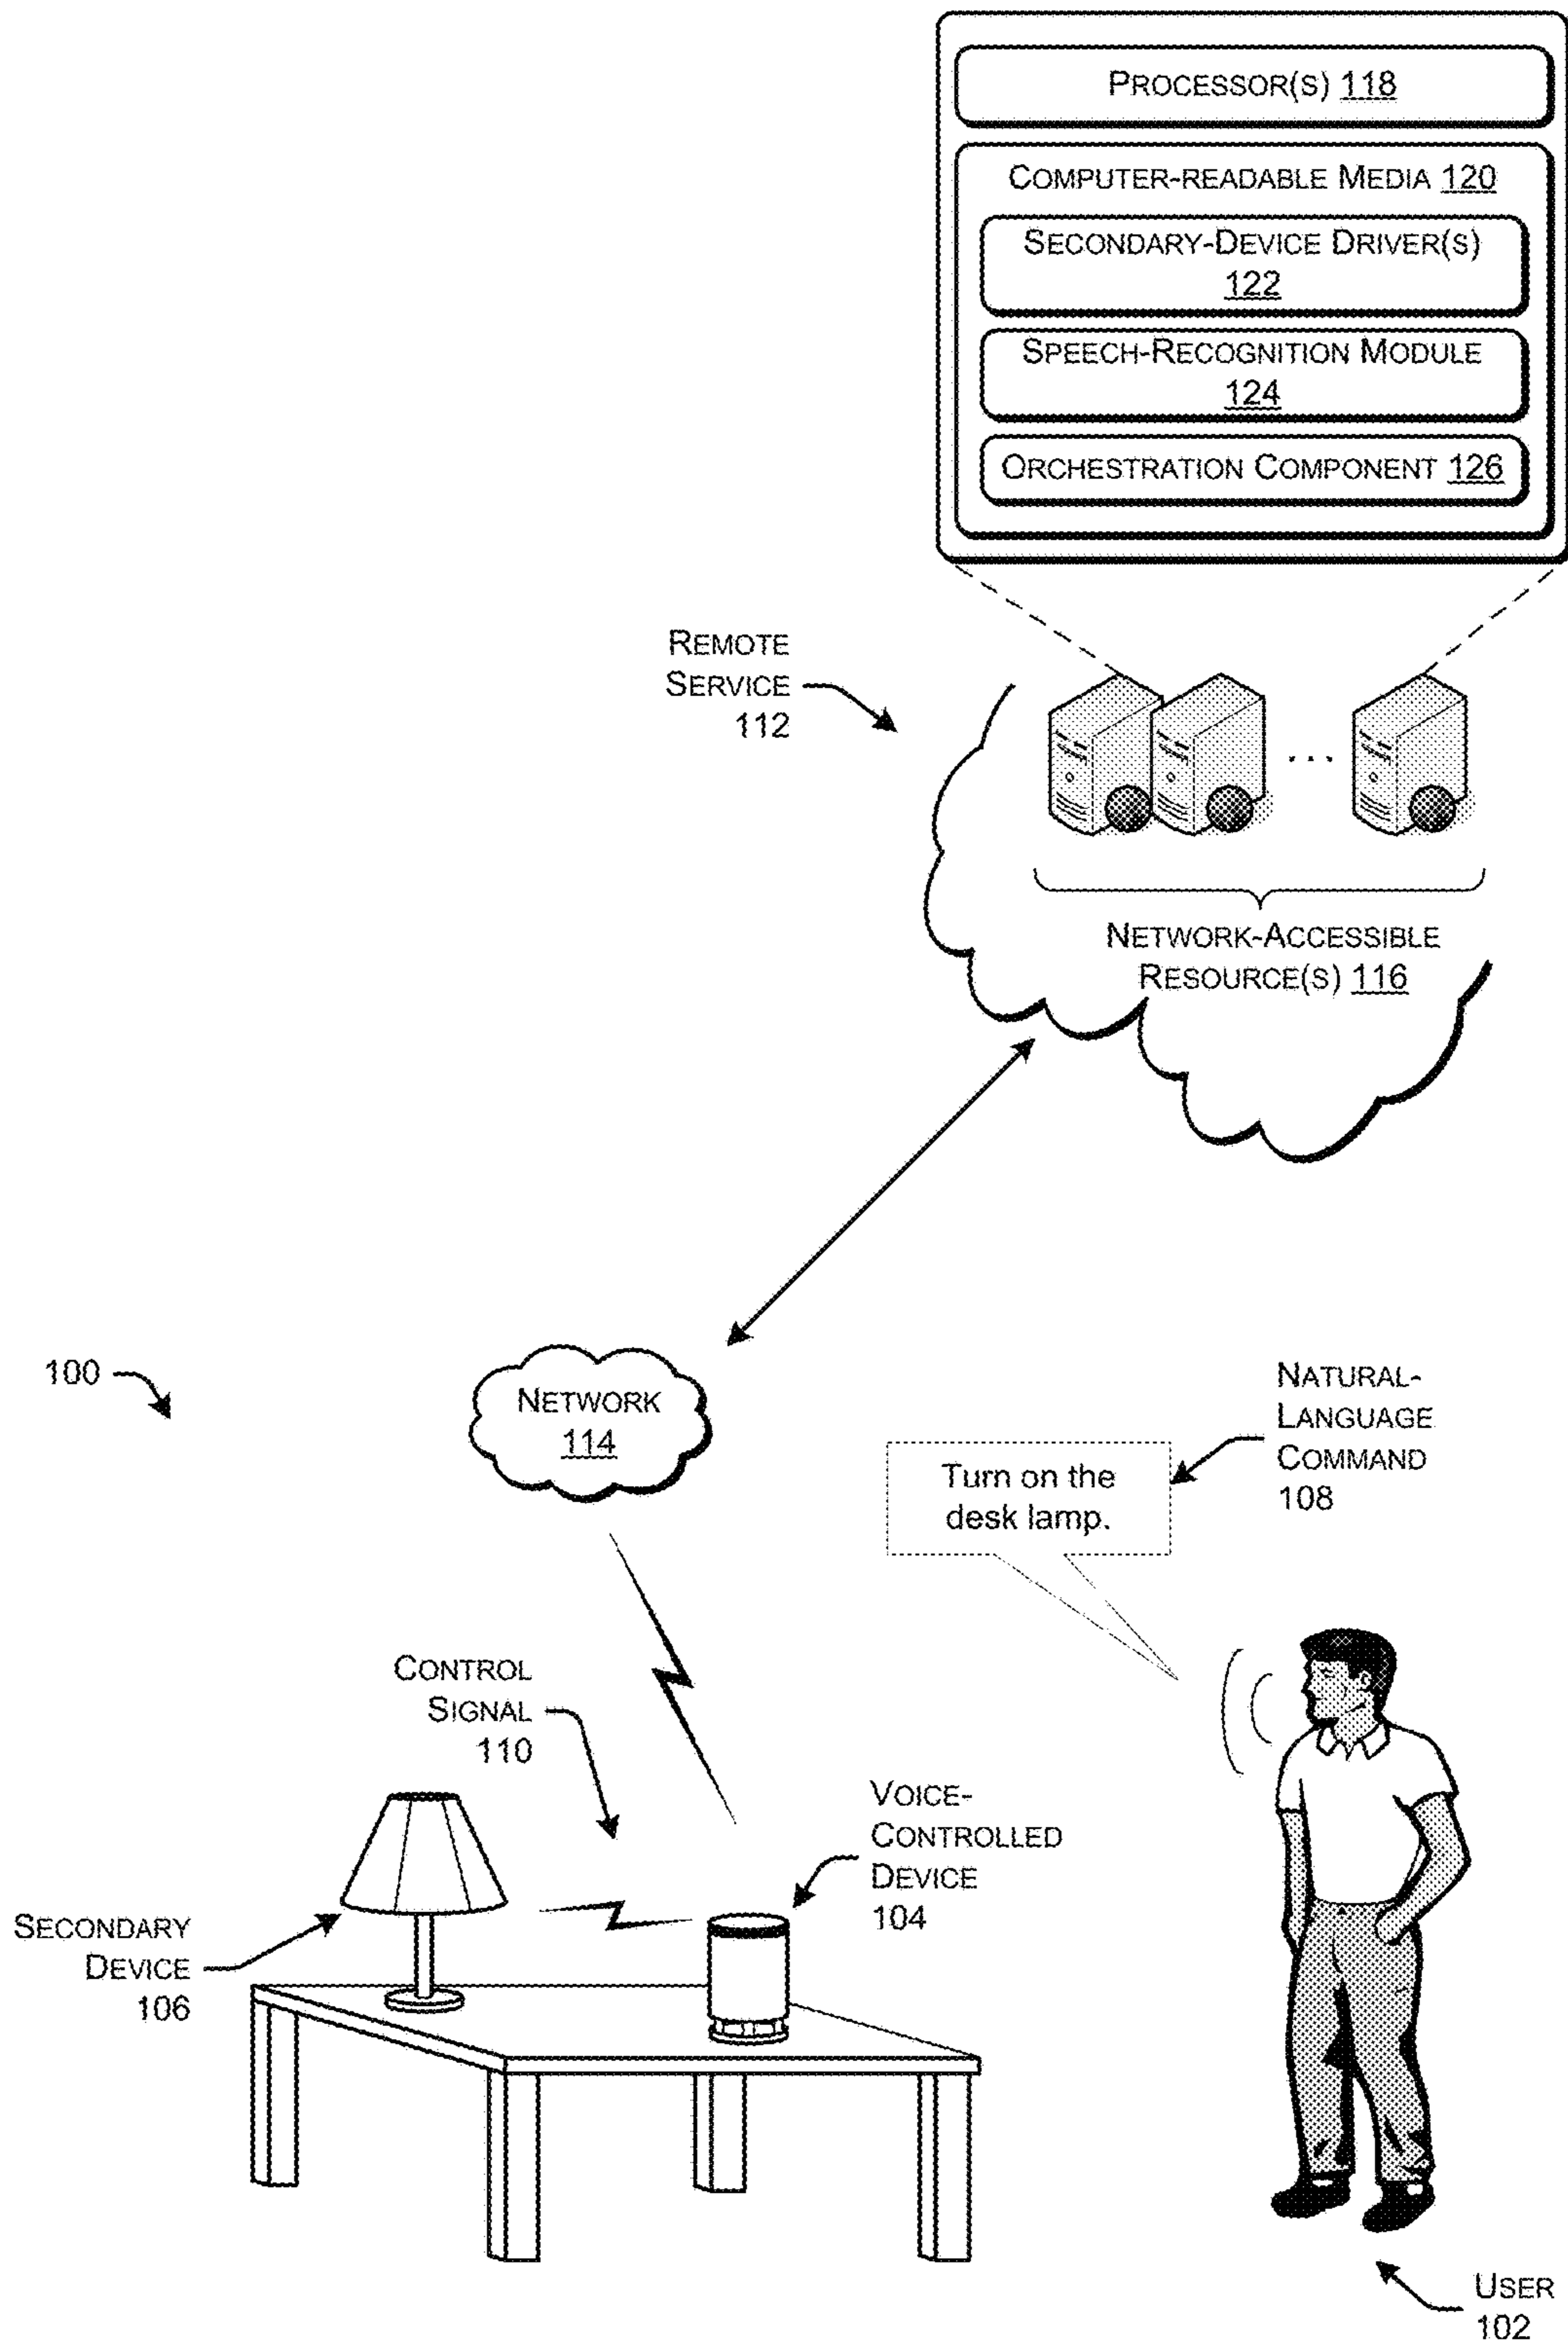 PROCESSOR(S) 118
COMPUTER-READABLE MEDIA 120
SECONDARY-DEVICE DRIVER(S)
122
SPEECH-RECOGNITION MODULE
124
ORCHESTRATION COMPONENT 126
REMOTE
SERVICE
112
...
NETWORK-ACCESSIBLE
RESOURCE(S) 116
100
NETWORK
114
NATURAL-
LANGUAGE
COMMAND
108
Turn on the
desk lamp.
CONTROL
SIGNAL
110
VOICE-
CONTROLLED
DEVICE
104
SECONDARY
DEVICE
106
USER
102